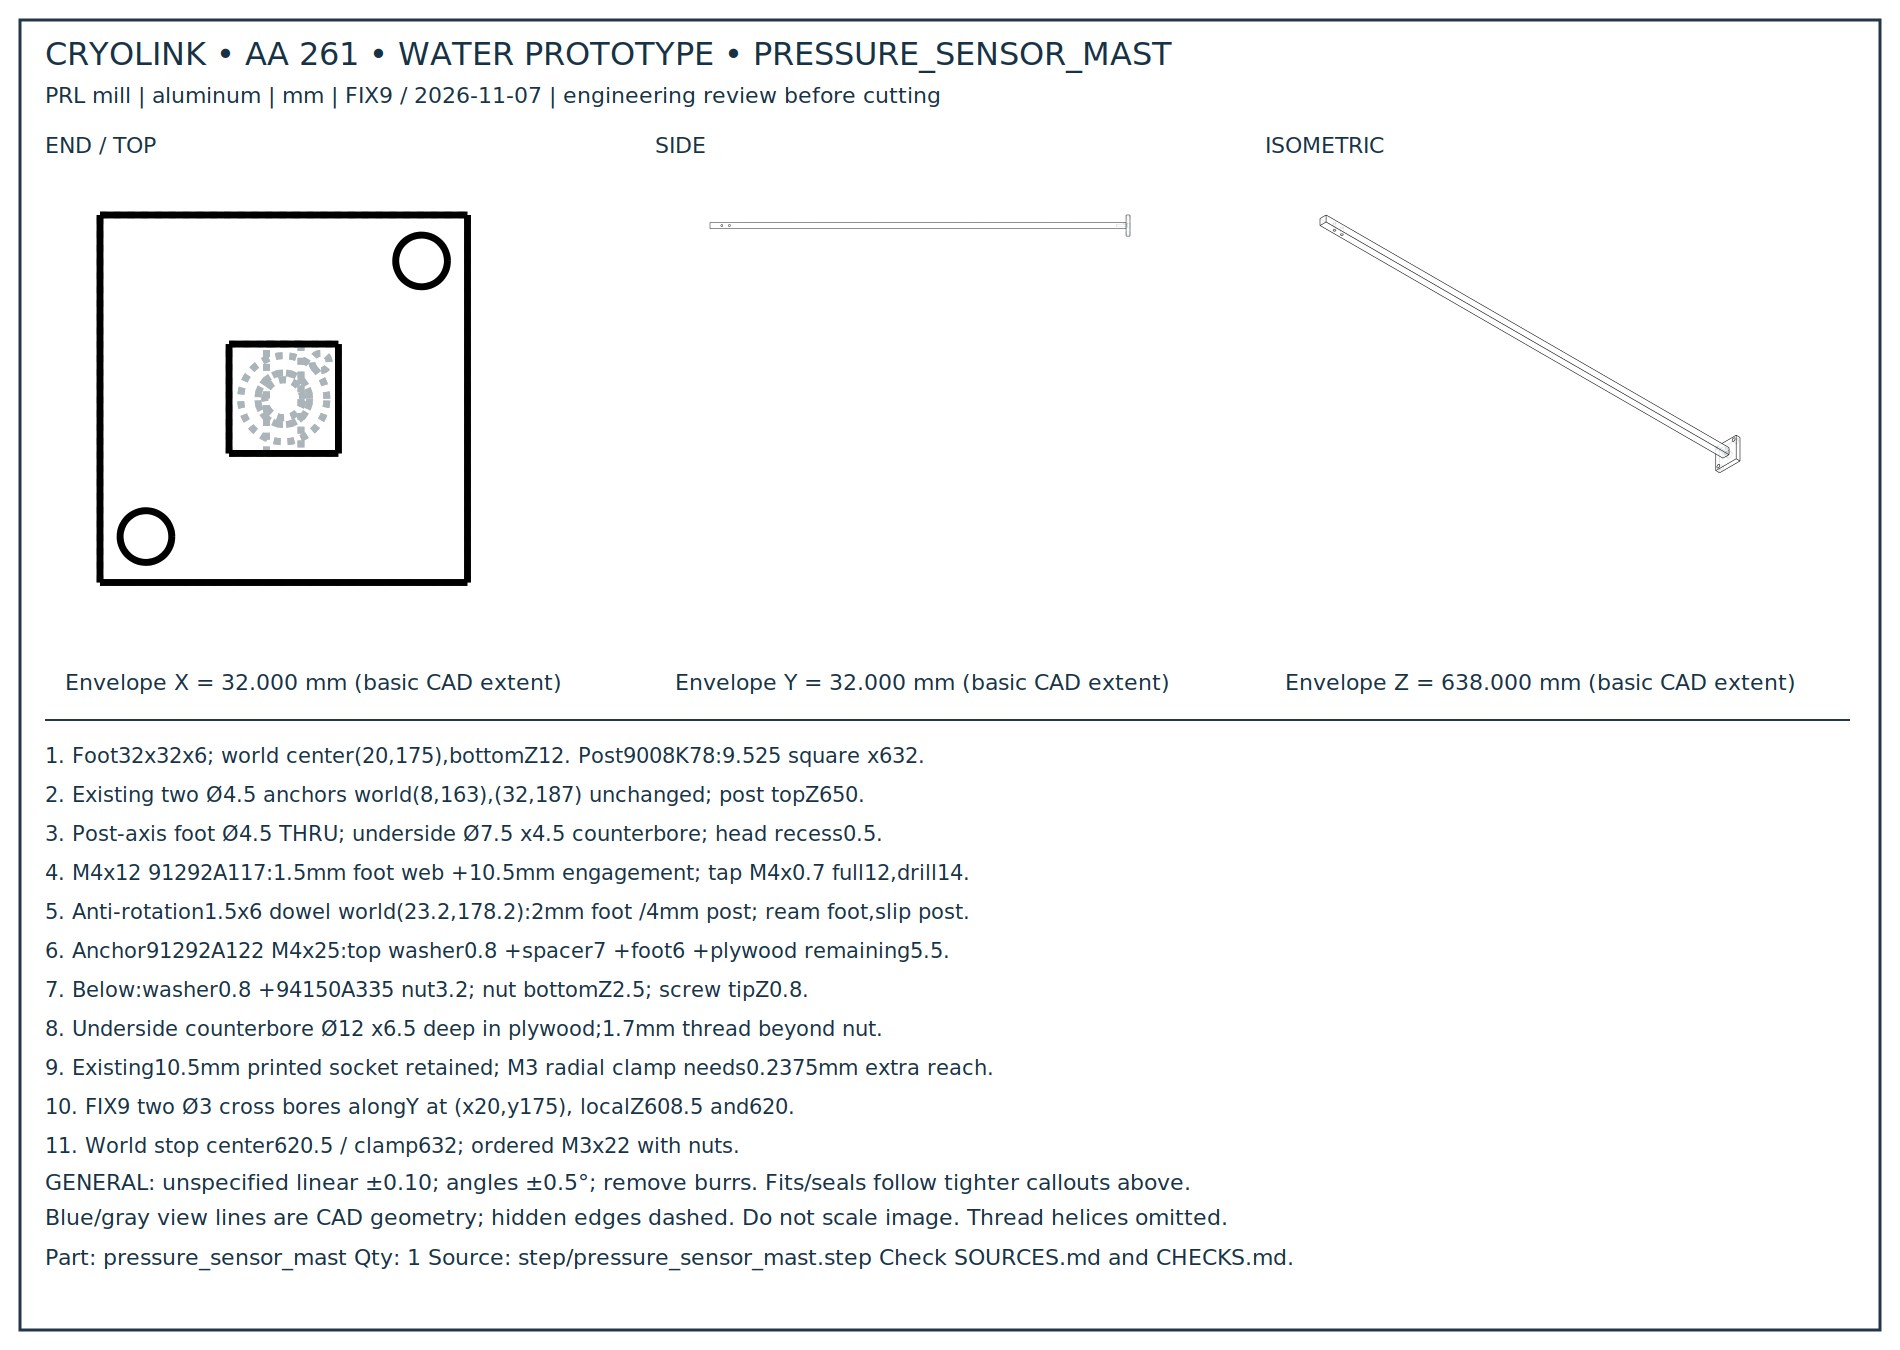 CRYOLINK • AA 261 • WATER PROTOTYPE • PRESSURE_SENSOR_MAST
PRL mill | aluminum | mm | FIX9 / 2026-11-07 | engineering review before cutting
END / TOP
SIDE
ISOMETRIC
Envelope X = 32.000 mm (basic CAD extent)
Envelope Y = 32.000 mm (basic CAD extent)
Envelope Z = 638.000 mm (basic CAD extent)
1. Foot32x32x6; world center(20,175),bottomZ12. Post9008K78:9.525 square x632.
2. Existing two Ø4.5 anchors world(8,163),(32,187) unchanged; post topZ650.
3. Post-axis foot Ø4.5 THRU; underside Ø7.5 x4.5 counterbore; head recess0.5.
4. M4x12 91292A117:1.5mm foot web +10.5mm engagement; tap M4x0.7 full12,drill14.
5. Anti-rotation1.5x6 dowel world(23.2,178.2):2mm foot /4mm post; ream foot,slip post.
6. Anchor91292A122 M4x25:top washer0.8 +spacer7 +foot6 +plywood remaining5.5.
7. Below:washer0.8 +94150A335 nut3.2; nut bottomZ2.5; screw tipZ0.8.
8. Underside counterbore Ø12 x6.5 deep in plywood;1.7mm thread beyond nut.
9. Existing10.5mm printed socket retained; M3 radial clamp needs0.2375mm extra reach.
10. FIX9 two Ø3 cross bores alongY at (x20,y175), localZ608.5 and620.
11. World stop center620.5 / clamp632; ordered M3x22 with nuts.
GENERAL: unspecified linear ±0.10; angles ±0.5°; remove burrs. Fits/seals follow tighter callouts above.
Blue/gray view lines are CAD geometry; hidden edges dashed. Do not scale image. Thread helices omitted.
Part: pressure_sensor_mast Qty: 1 Source: step/pressure_sensor_mast.step Check SOURCES.md and CHECKS.md.